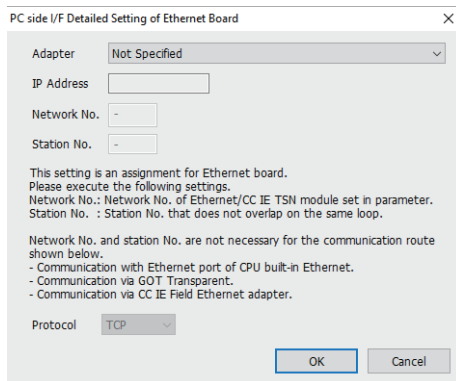 PC side I/F Detailed Setting of Ethernet Board
Adapter Not Specified
IP Address
Network No. -
Station No. -
This setting is an assignment for Ethernet board.
Please execute the following settings.
Network No.: Network No. of Ethernet/CC IE TSN module set in parameter.
Station No. : Station No. that does not overlap on the same loop.
Network No. and station No. are not necessary for the communication route
shown below.
- Communication with Ethernet port of CPU built-in Ethernet.
- Communication via GOT Transparent.
- Communication via CC IE Field Ethernet adapter.
Protocol TCP
OK Cancel